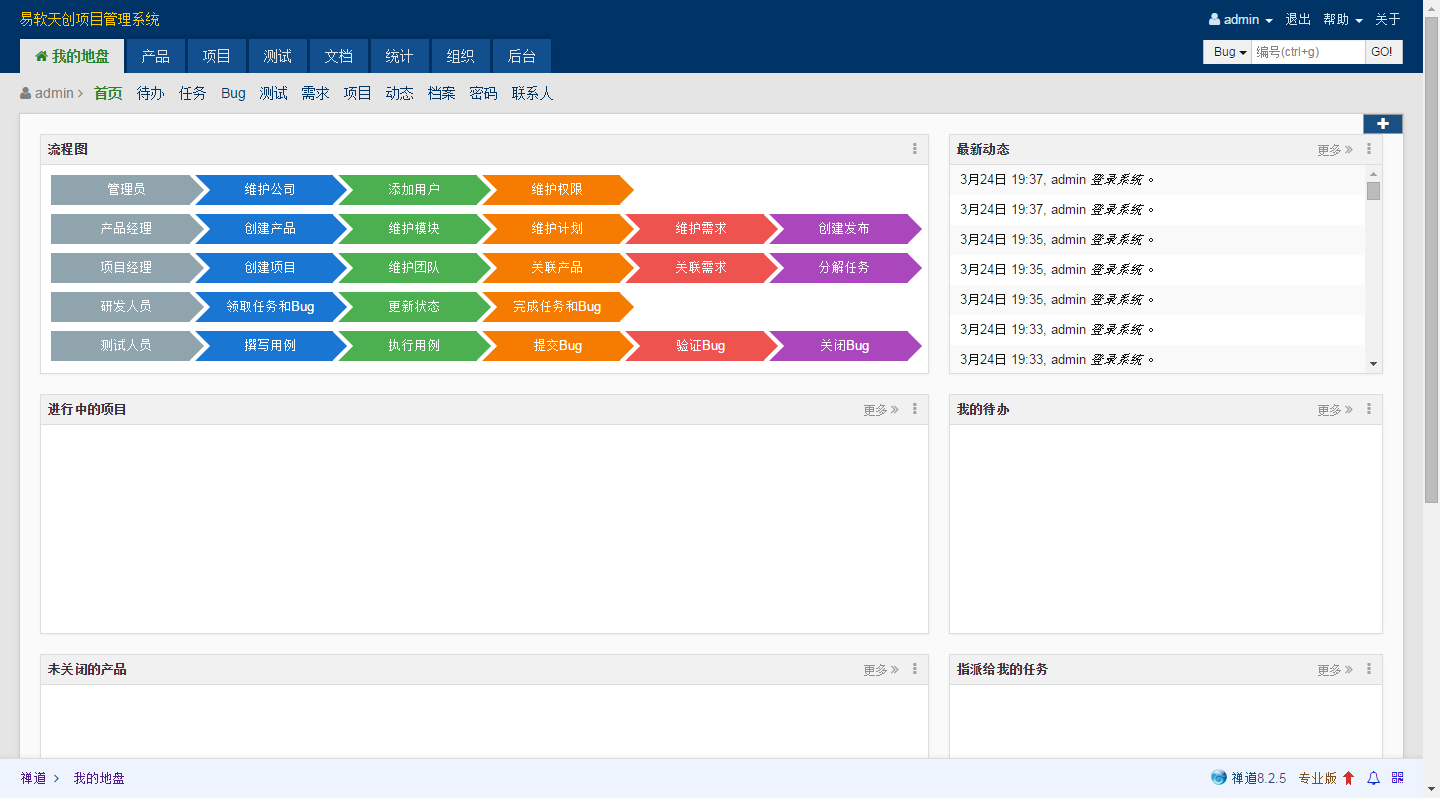 易软天创项目管理系统
admin 退出 帮助 关于
我的地盘 产品 项目 测试 文档 统计 组织 后台
Bug 编号(ctrl+g) GO!
admin 首页 待办 任务 Bug 测试 需求 项目 动态 档案 密码 联系人
流程图
管理员 维护公司 添加用户 维护权限
产品经理 创建产品 维护模块 维护计划 维护需求 创建发布
项目经理 创建项目 维护团队 关联产品 关联需求 分解任务
研发人员 领取任务和Bug 更新状态 完成任务和Bug
测试人员 撰写用例 执行用例 提交Bug 验证Bug 关闭Bug
最新动态 更多
3月24日 19:37, admin 登录系统。
3月24日 19:37, admin 登录系统。
3月24日 19:35, admin 登录系统。
3月24日 19:35, admin 登录系统。
3月24日 19:35, admin 登录系统。
3月24日 19:33, admin 登录系统。
3月24日 19:33, admin 登录系统。
进行中的项目 更多
我的待办 更多
未关闭的产品 更多
指派给我的任务 更多
禅道 我的地盘
禅道8.2.5 专业版